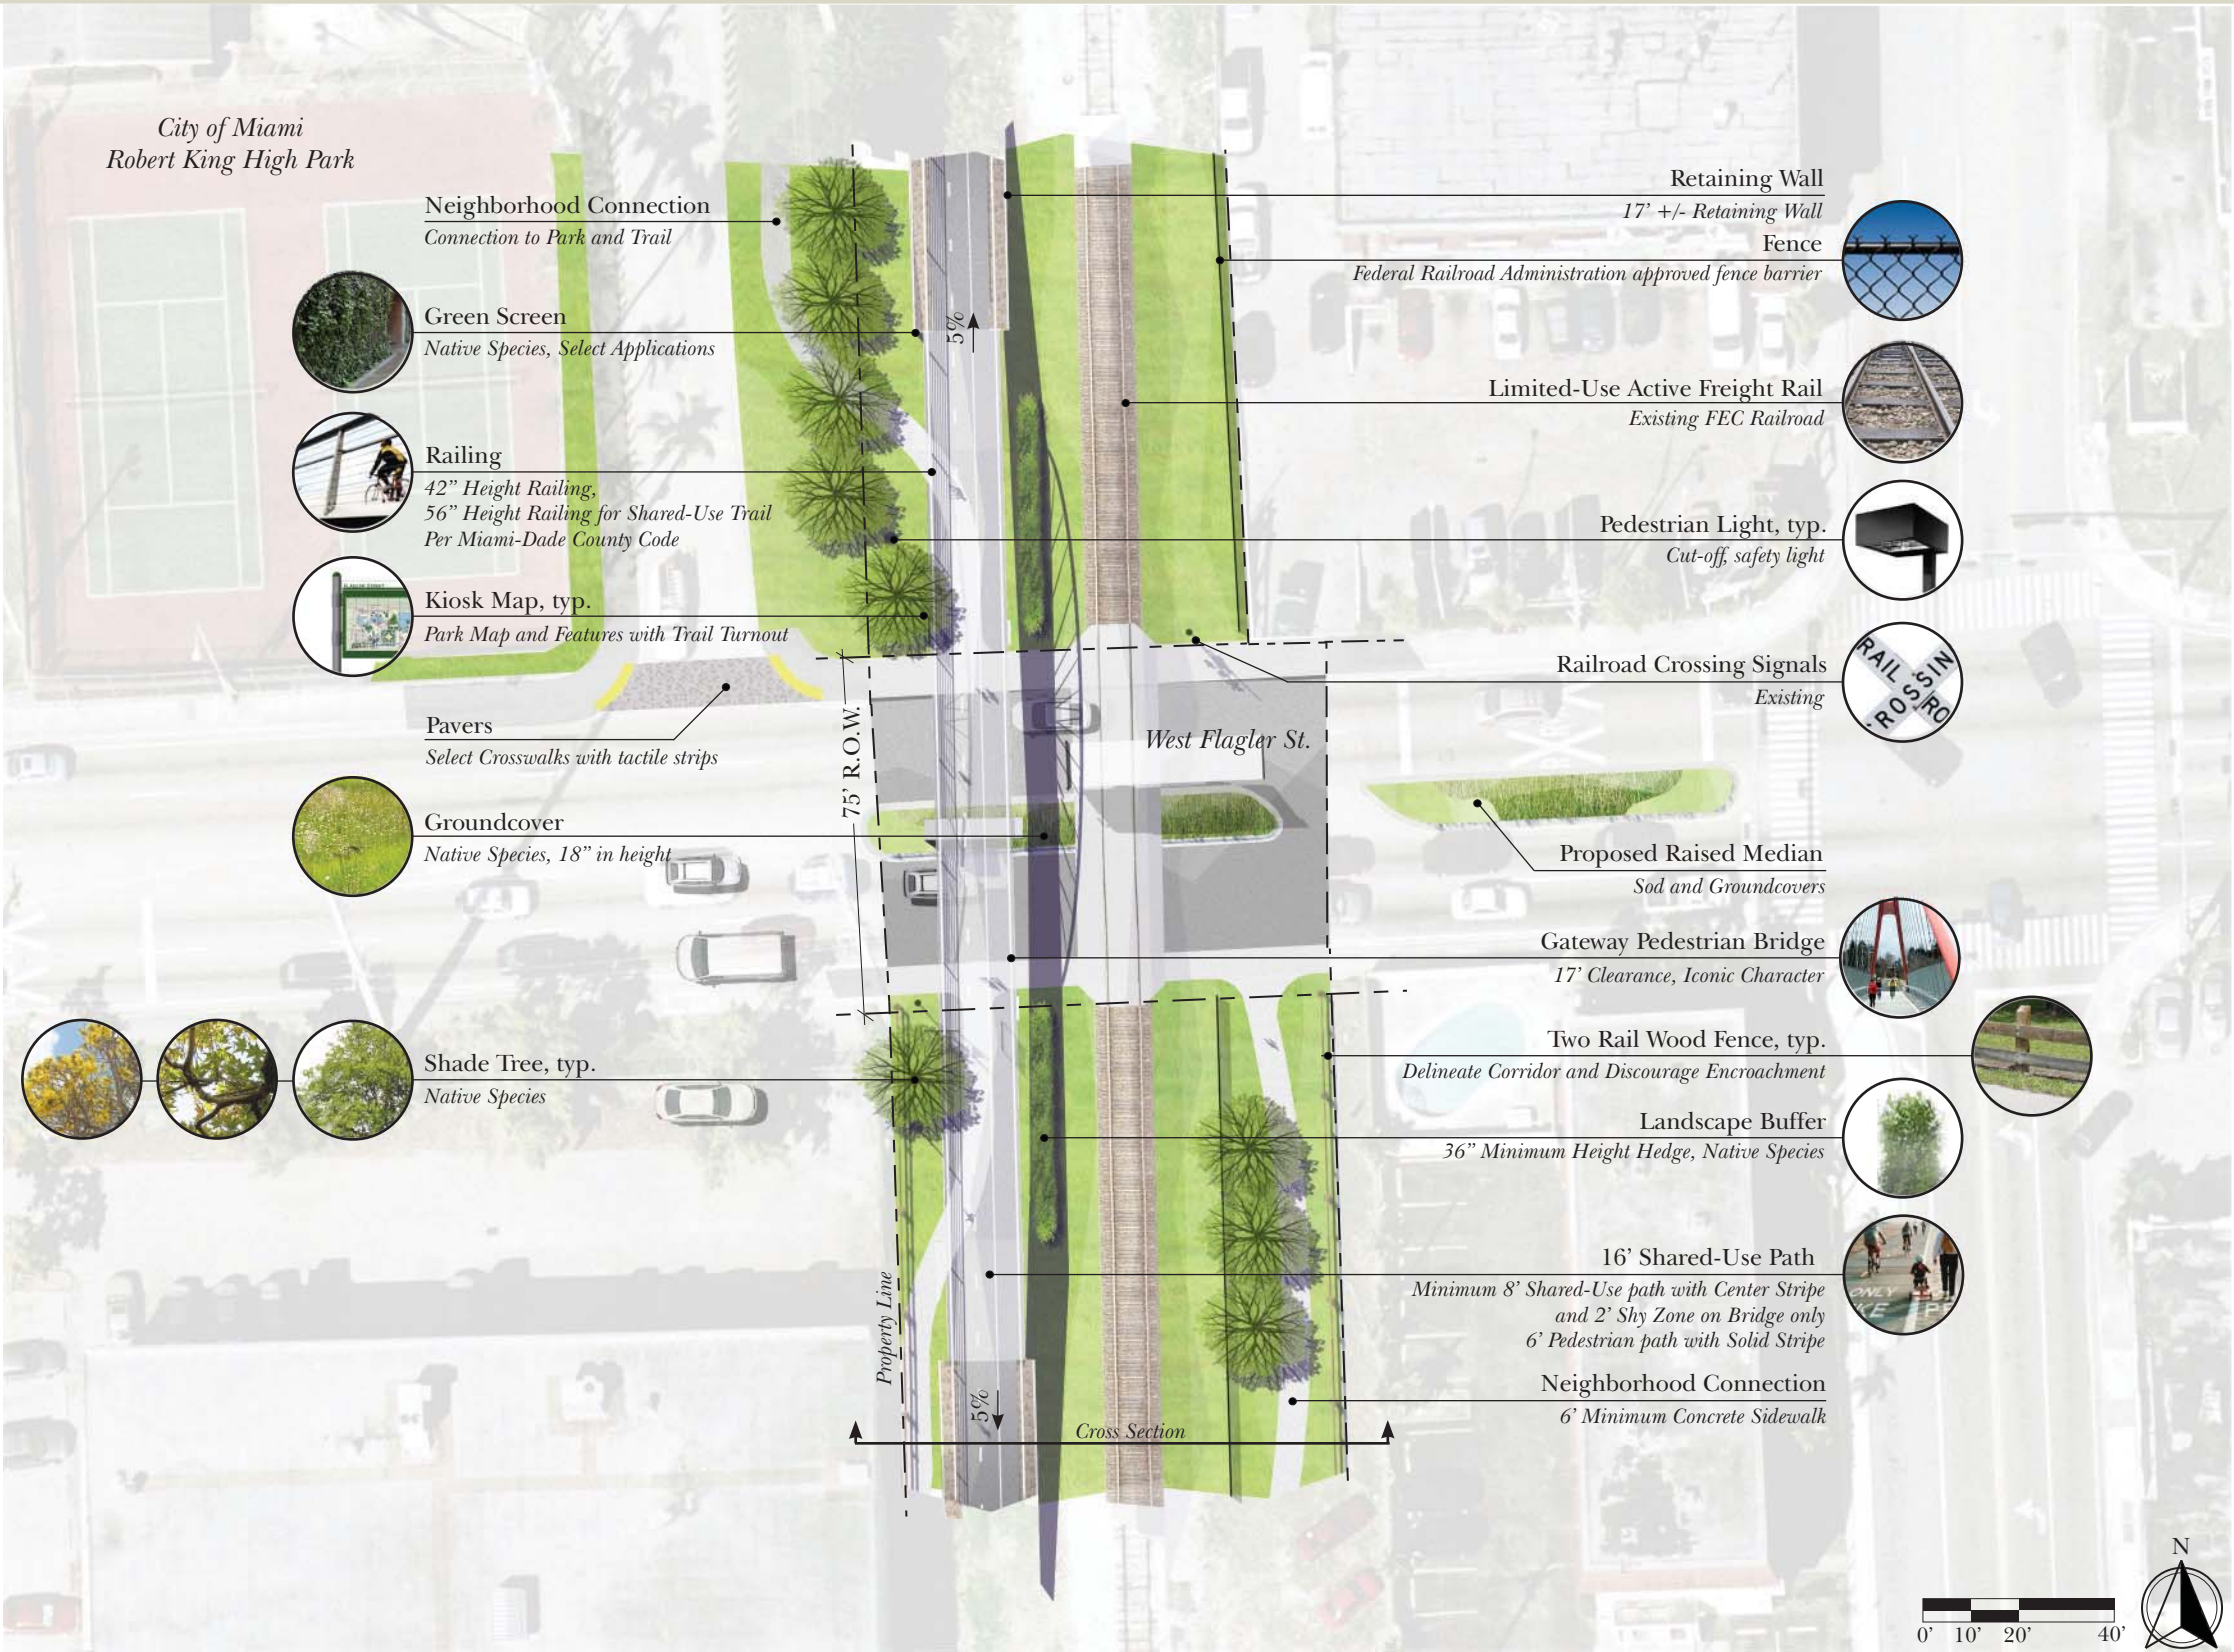 City of Miami
Robert King High Park
Neighborhood Connection
Connection to Park and Trail
Green Screen
Native Species, Select Applications
Railing
42” Height Railing,
56” Height Railing for Shared-Use Trail
Per Miami-Dade County Code
Kiosk Map, typ.
Park Map and Features with Trail Turnout
Pavers
Select Crosswalks with tactile strips
Groundcover
Native Species, 18” in height
Shade Tree, typ.
Native Species
5%
75’ R.O.W.
West Flagler St.
Property Line
5%
Cross Section
Retaining Wall
17’ +/- Retaining Wall
Fence
Federal Railroad Administration approved fence barrier
Limited-Use Active Freight Rail
Existing FEC Railroad
Pedestrian Light, typ.
Cut-off, safety light
Railroad Crossing Signals
Existing
RAIL RO
ROSSIN
Proposed Raised Median
Sod and Groundcovers
Gateway Pedestrian Bridge
17’ Clearance, Iconic Character
Two Rail Wood Fence, typ.
Delineate Corridor and Discourage Encroachment
Landscape Buffer
36” Minimum Height Hedge, Native Species
16’ Shared-Use Path
Minimum 8’ Shared-Use path with Center Stripe
and 2’ Shy Zone on Bridge only
6’ Pedestrian path with Solid Stripe
ONLY
Neighborhood Connection
6’ Minimum Concrete Sidewalk
N
0’ 10’ 20’ 40’